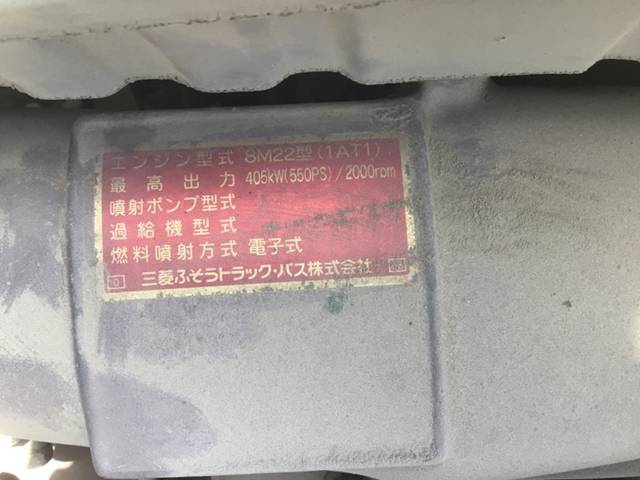 エンジン型式 8M22型(1AT1)
最高出力 405kW(550PS)/2000rpm
噴射ポンプ型式
過給機型式
燃料噴射方式 電子式
三菱ふそうトラック・バス株式会社